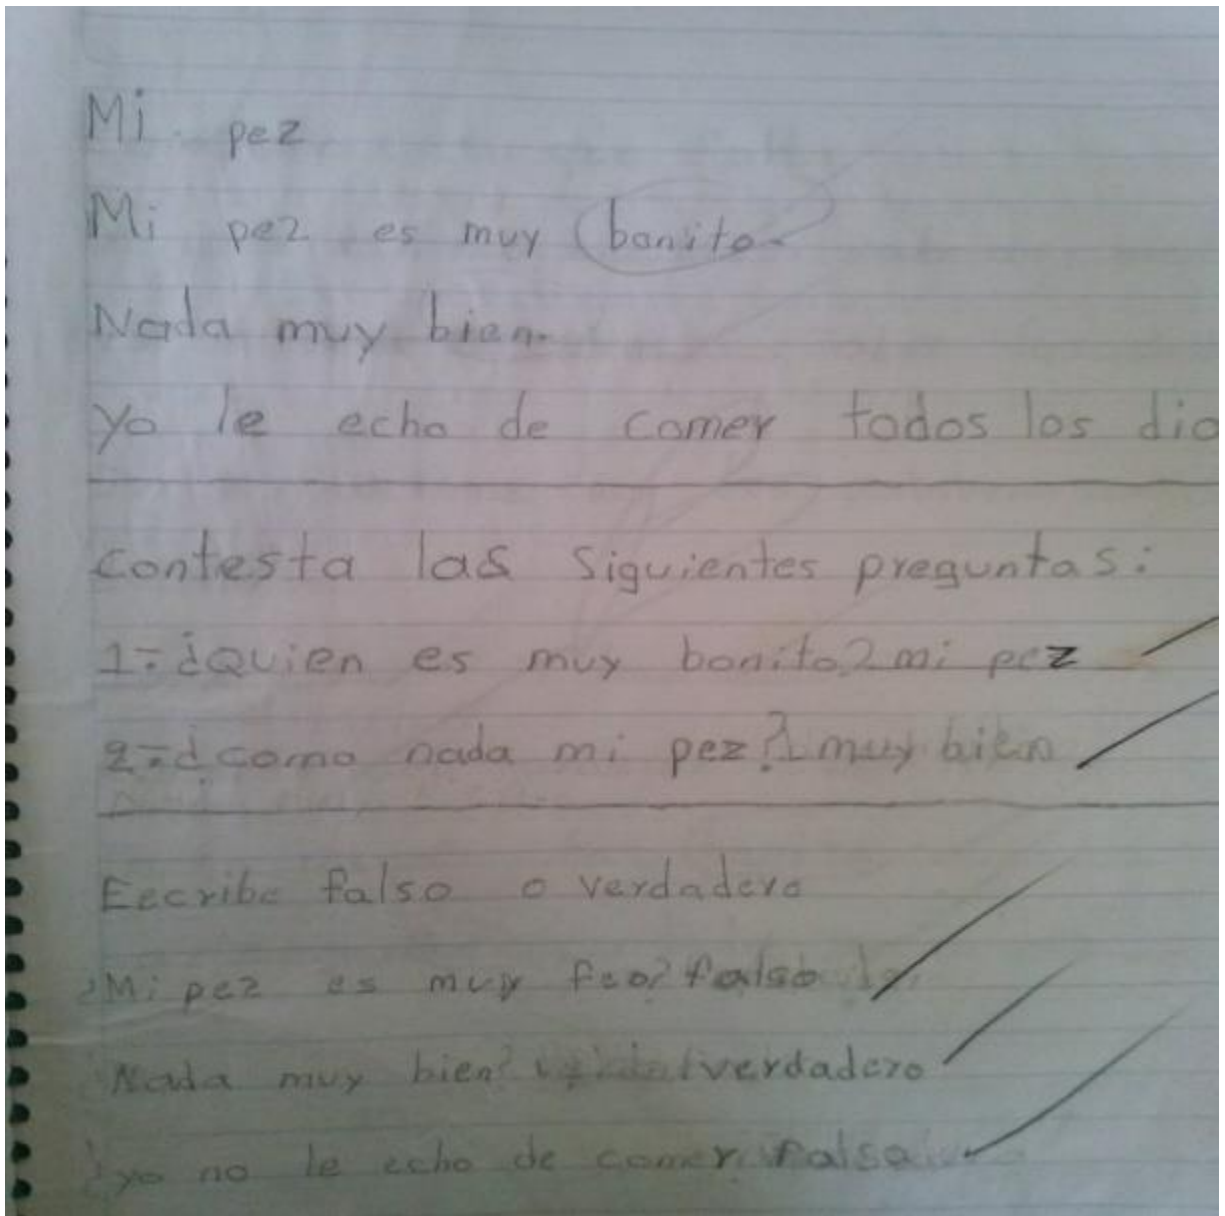 Mi pez
Mi pez es muy bonito.
Nada muy bien.
Yo le echo de comer todos los dia
contesta las siguientes preguntas:
1=¿Quien es muy bonito? mi pez
2=¿como nada mi pez? muy bien
Eecribe falso o verdadero
¿Mi pez es muy feo? falso
Nada muy bien? verdadero
¿yo no le echo de comer falso